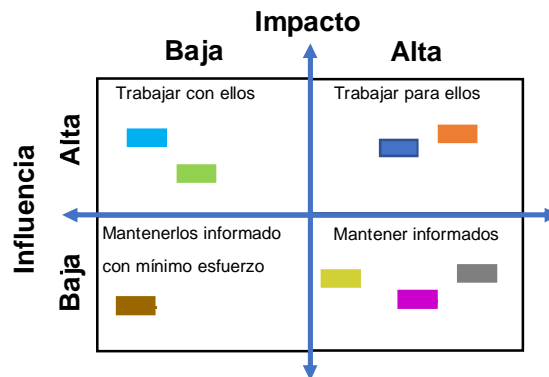 Impacto
Baja
Alta
Trabajar con ellos
Trabajar para ellos
Influencia
Alta
Mantenerlos informado
con mínimo esfuerzo
Mantener informados
Baja